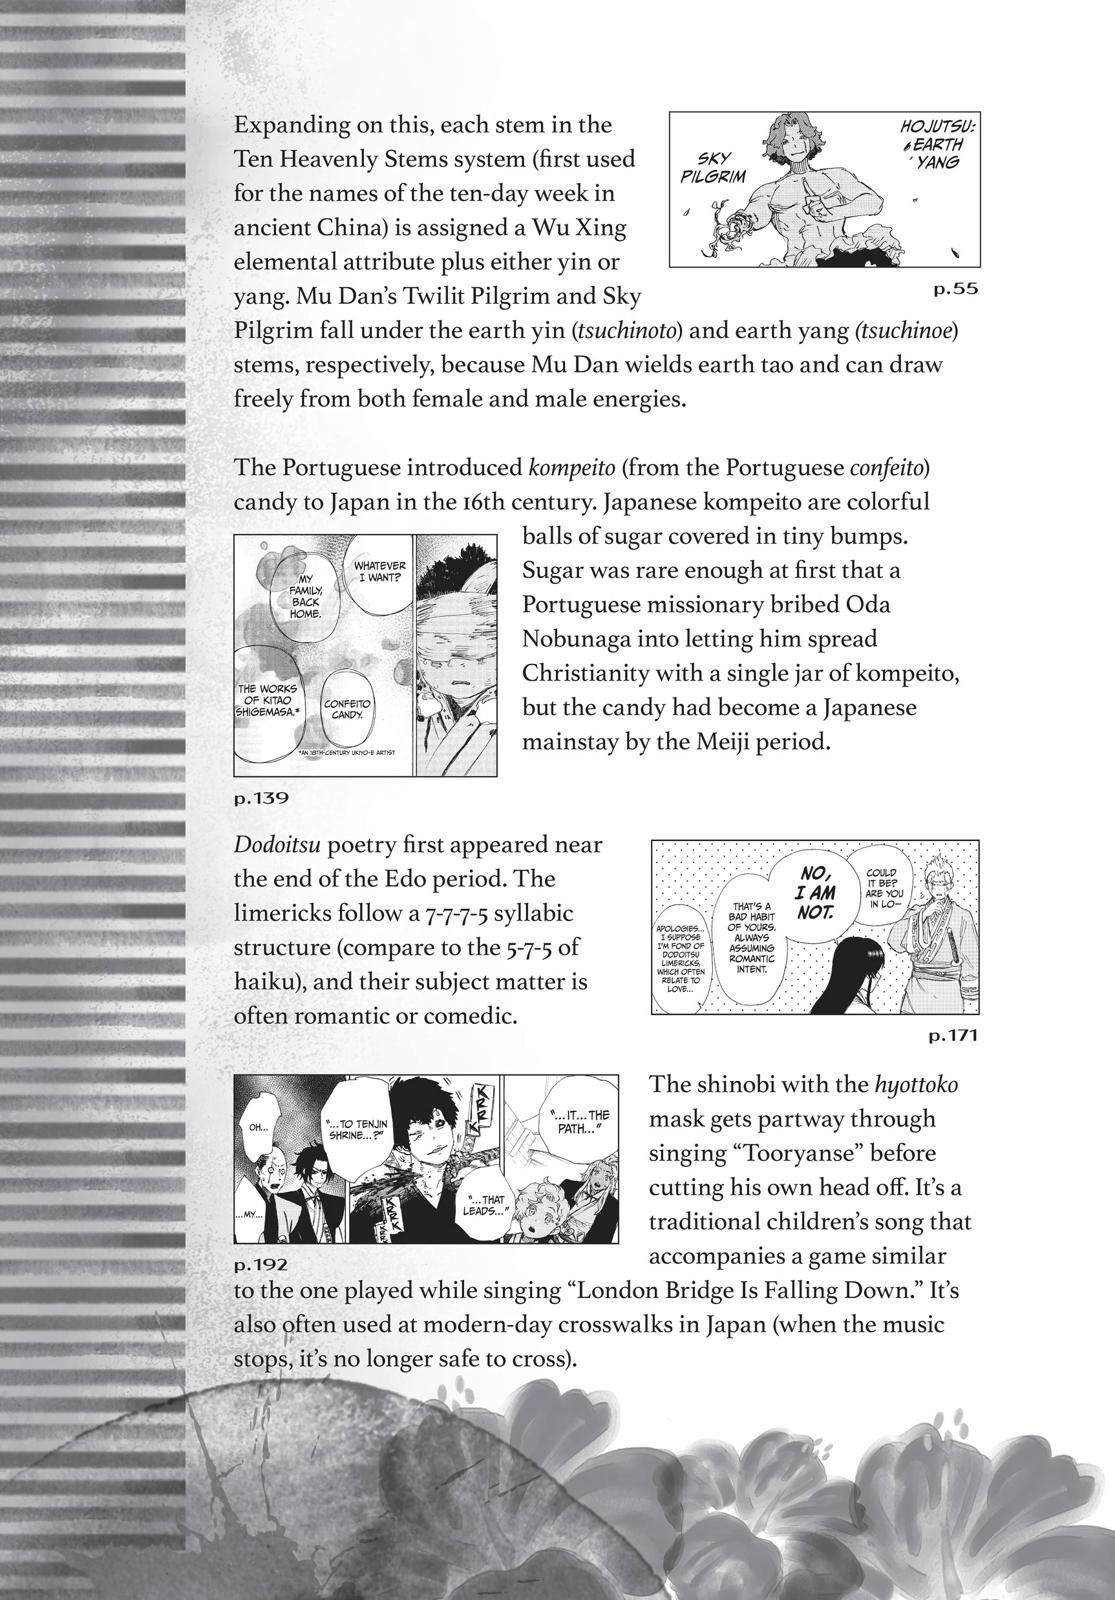 Expanding on this, each stem in the
Ten Heavenly Stems system (first used
for the names of the ten-day week in
ancient China) is assigned a Wu Xing
elemental attribute plus either yin or
yang. Mu Dan's Twilit Pilgrim and Sky
Pilgrim fall under the earth yin (tsuchinoto) and earth yang (tsuchinoe)
stems, respectively, because Mu Dan wields earth tao and can draw
freely from both female and male energies.
HOJUTSU:
EARTH
YANG
SKY
PILGRIM
p.55
The Portuguese introduced kompeito (from the Portuguese confeito)
candy to Japan in the 16th century. Japanese kompeito are colorful
balls of sugar covered in tiny bumps.
Sugar was rare enough at first that a
Portuguese missionary bribed Oda
Nobunaga into letting him spread
Christianity with a single jar of kompeito,
but the candy had become a Japanese
mainstay by the Meiji period.
WHATEVER
I WANT?
MY
FAMILY,
BACK
HOME.
THE WORKS
OF KITAO
SHIGEMASA.*
CONFEITO
CANDY.
*AN 18TH-CENTURY UKIYO-E ARTIST
p.139
Dodoitsu poetry first appeared near
the end of the Edo period. The
limericks follow a 7-7-7-5 syllabic
structure (compare to the 5-7-5 of
haiku), and their subject matter is
often romantic or comedic.
COULD
IT BE?
ARE YOU
IN LO—
NO,
I AM
NOT.
THAT'S A
BAD HABIT
OF YOURS.
ALWAYS
ASSUMING
ROMANTIC
INTENT.
APOLOGIES...
I SUPPOSE
I'M FOND OF
DODOITSU
LIMERICKS,
WHICH OFTEN
RELATE TO
LOVE...
p.171
OH...
...MY...
"...TO TENJIN
SHRINE...?"
KRRK
"...THAT
LEADS..."
"...IT...THE
PATH..."
p.192
The shinobi with the hyottoko
mask gets partway through
singing "Tooryanse" before
cutting his own head off. It's a
traditional children's song that
accompanies a game similar
to the one played while singing "London Bridge Is Falling Down." It's
also often used at modern-day crosswalks in Japan (when the music
stops, it's no longer safe to cross).